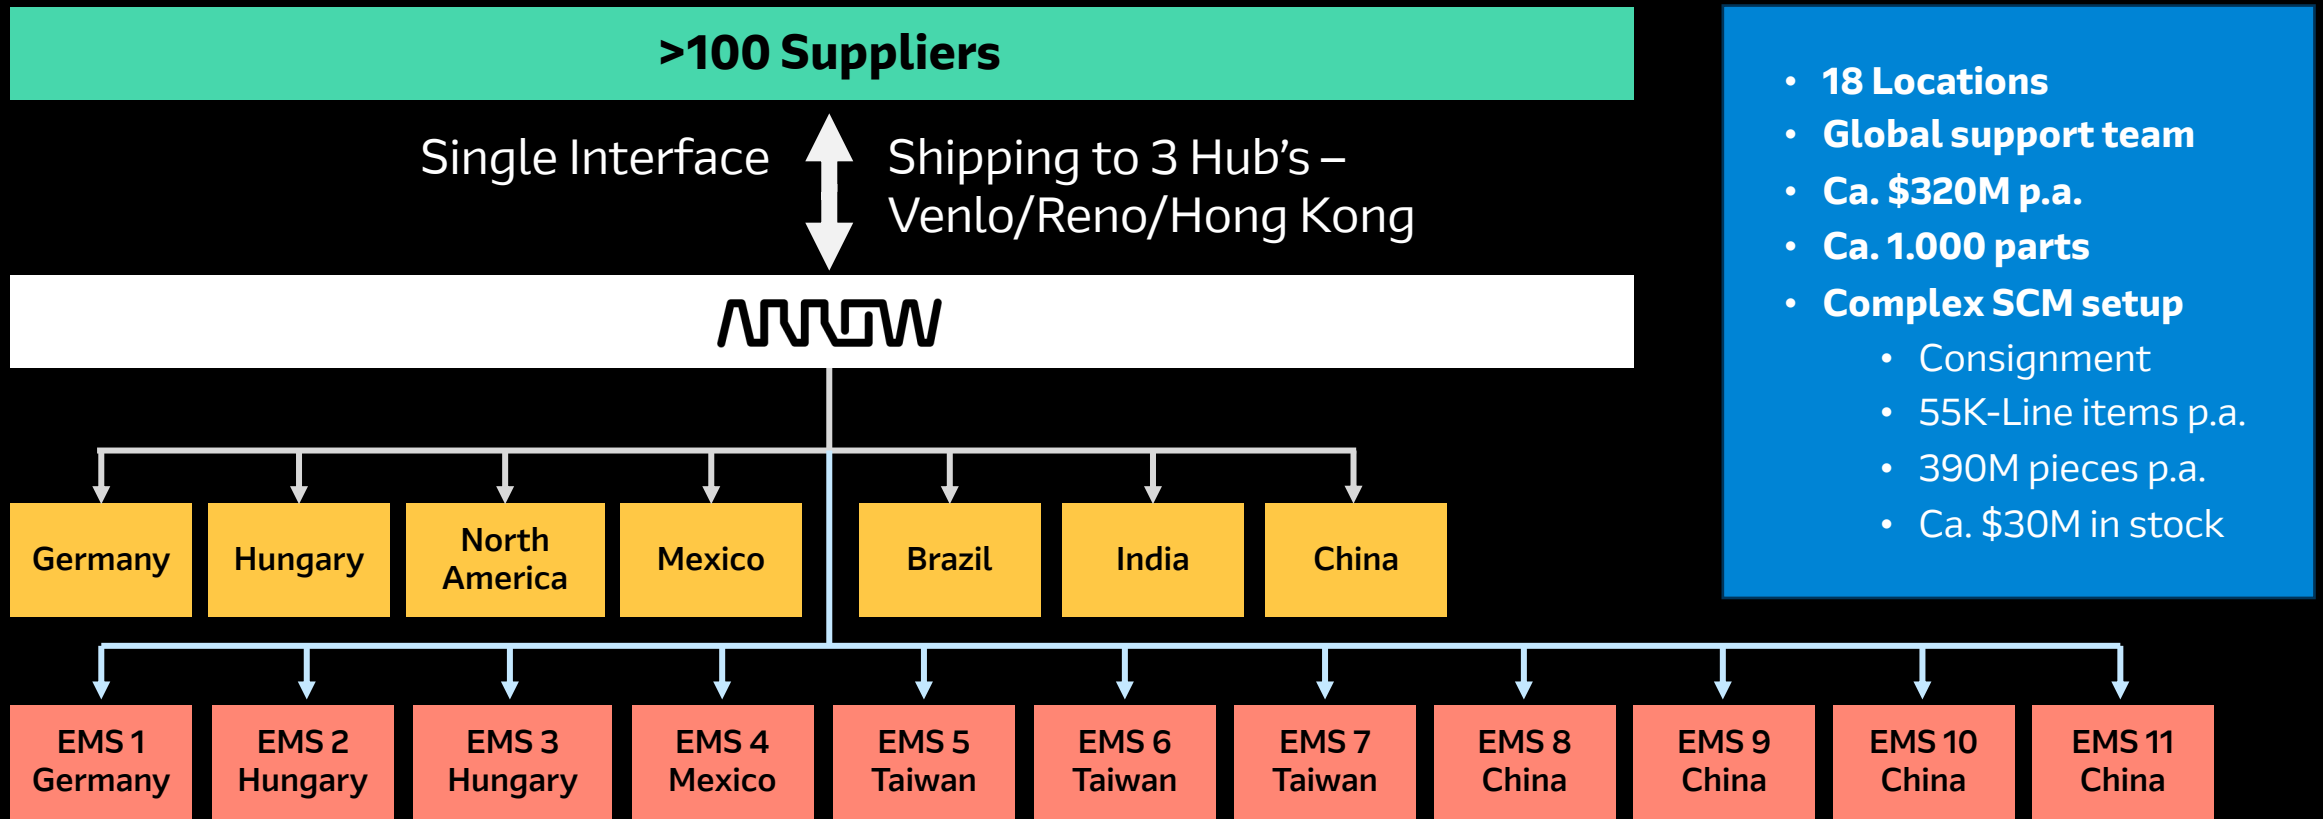 >100 Suppliers
Single Interface
Shipping to 3 Hub’s –
Venlo/Reno/Hong Kong
ARROW
Germany
Hungary
North
America
Mexico
Brazil
India
China
EMS 1
Germany
EMS 2
Hungary
EMS 3
Hungary
EMS 4
Mexico
EMS 5
Taiwan
EMS 6
Taiwan
EMS 7
Taiwan
EMS 8
China
EMS 9
China
EMS 10
China
EMS 11
China
• 18 Locations
• Global support team
• Ca. $320M p.a.
• Ca. 1.000 parts
• Complex SCM setup
• Consignment
• 55K-Line items p.a.
• 390M pieces p.a.
• Ca. $30M in stock